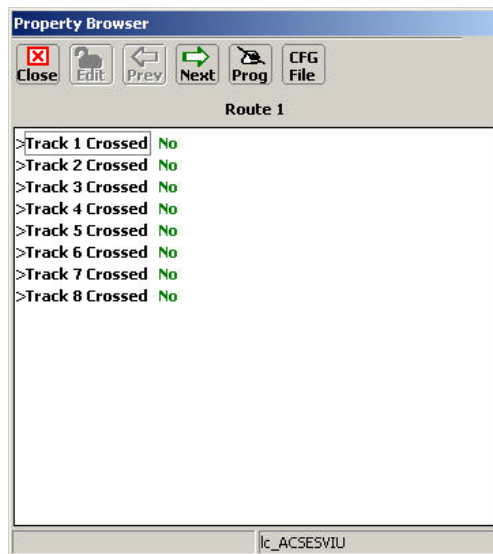 Property Browser
Close Edit Prev Next Prog CFG File
Route 1
>Track 1 Crossed No
>Track 2 Crossed No
>Track 3 Crossed No
>Track 4 Crossed No
>Track 5 Crossed No
>Track 6 Crossed No
>Track 7 Crossed No
>Track 8 Crossed No
lc_ACSESVIU